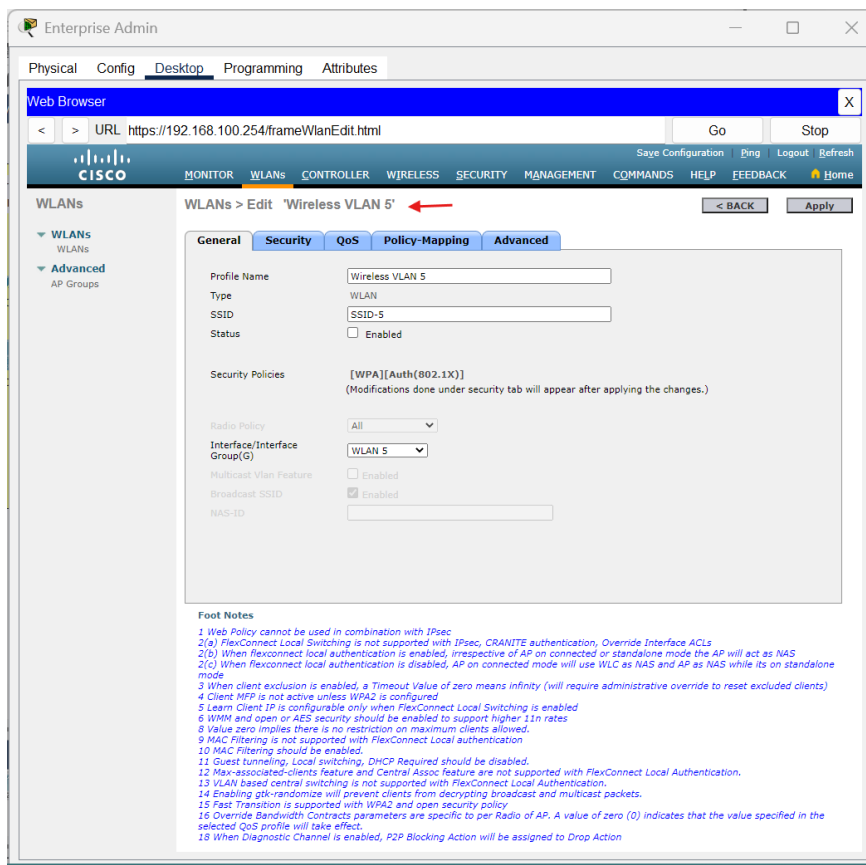 Enterprise Admin
Physical Config Desktop Programming Attributes
Web Browser X
< > URL https://192.168.100.254/frameWlanEdit.html Go Stop
Save Configuration | Ping | Logout | Refresh
CISCO MONITOR WLANs CONTROLLER WIRELESS SECURITY MANAGEMENT COMMANDS HELP FEEDBACK Home
WLANs
WLANs > Edit 'Wireless VLAN 5' < BACK Apply
WLANs
WLANs
Advanced
AP Groups
General Security QoS Policy-Mapping Advanced
Profile Name Wireless VLAN 5
Type WLAN
SSID SSID-5
Status Enabled
Security Policies [WPA][Auth(802.1X)]
(Modifications done under security tab will appear after applying the changes.)
Radio Policy All
Interface/Interface
Group(G) WLAN 5
Multicast Vlan Feature Enabled
Broadcast SSID Enabled
NAS-ID
Foot Notes
1 Web Policy cannot be used in combination with IPsec
2(a) FlexConnect Local Switching is not supported with IPsec, CRANITE authentication, Override Interface ACLs
2(b) When flexconnect local authentication is enabled, irrespective of AP on connected or standalone mode the AP will act as NAS
2(c) When flexconnect local authentication is disabled, AP on connected mode will use WLC as NAS and AP as NAS while its on standalone
mode
3 When client exclusion is enabled, a Timeout Value of zero means infinity (will require administrative override to reset excluded clients)
4 Client MFP is not active unless WPA2 is configured
5 Learn Client IP is configurable only when FlexConnect Local Switching is enabled
6 WMM and open or AES security should be enabled to support higher 11n rates
8 Value zero implies there is no restriction on maximum clients allowed.
9 MAC Filtering is not supported with FlexConnect Local authentication
10 MAC Filtering should be enabled.
11 Guest tunneling, Local switching, DHCP Required should be disabled.
12 Max-associated-clients feature and Central Assoc feature are not supported with FlexConnect Local Authentication.
13 VLAN based central switching is not supported with FlexConnect Local Authentication.
14 Enabling gtk-randomize will prevent clients from decrypting broadcast and multicast packets.
15 Fast Transition is supported with WPA2 and open security policy
16 Override Bandwidth Contracts parameters are specific to per Radio of AP. A value of zero (0) indicates that the value specified in the
selected QoS profile will take effect.
18 When Diagnostic Channel is enabled, P2P Blocking Action will be assigned to Drop Action